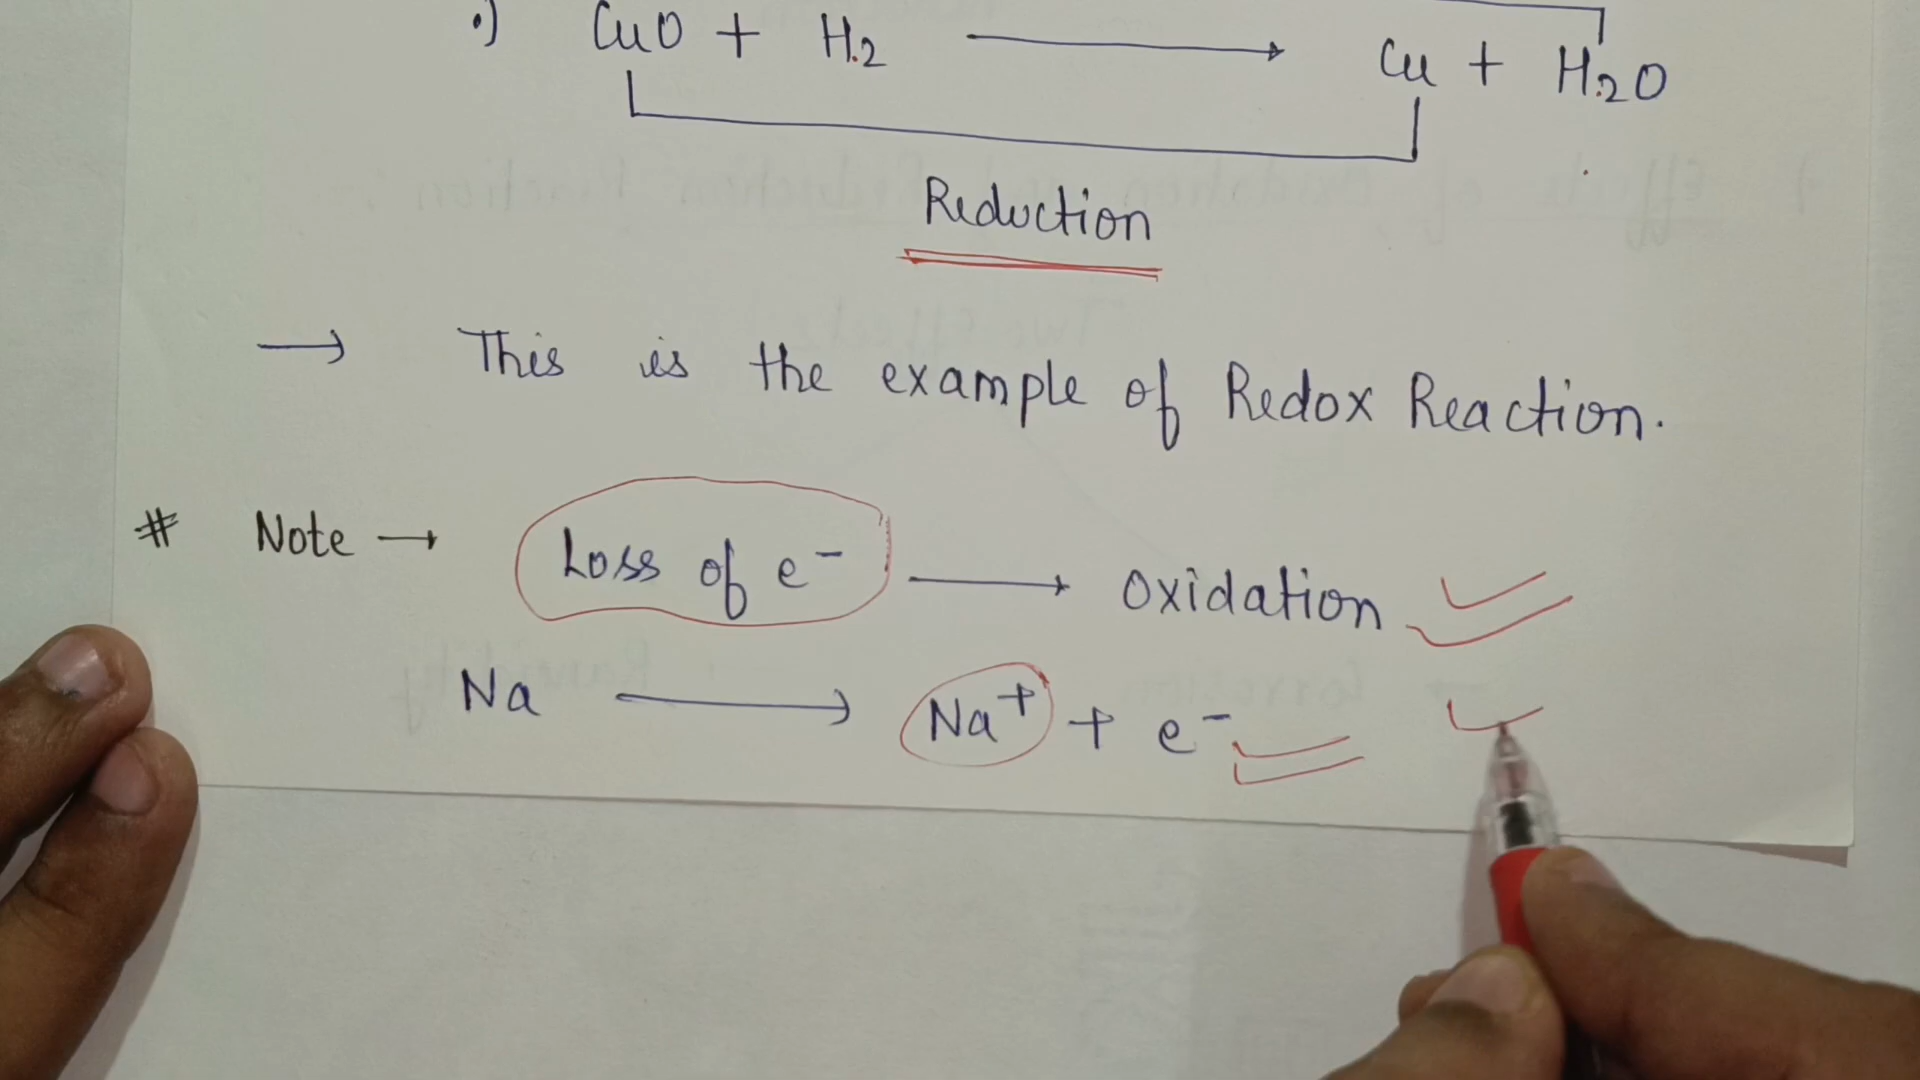 •) CuO + H2 ⟶ Cu + H2O
Reduction
→ This is the example of Redox Reaction.
# Note → Loss of e⁻ ⟶ Oxidation
Na ⟶ Na⁺ + e⁻